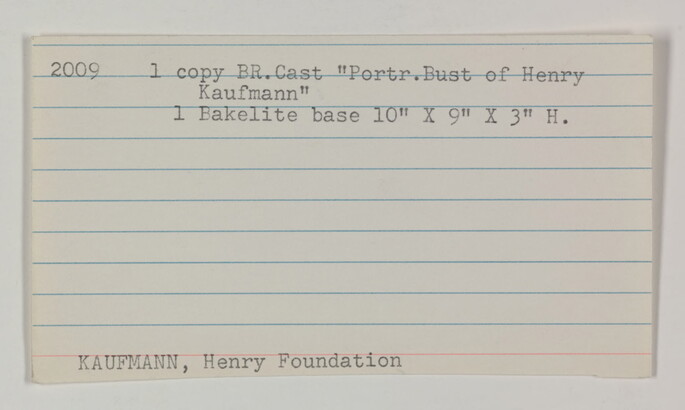 2009 1 copy BR.Cast "Portr.Bust of Henry
Kaufmann"
1 Bakelite base 10" X 9" X 3" H.
KAUFMANN, Henry Foundation